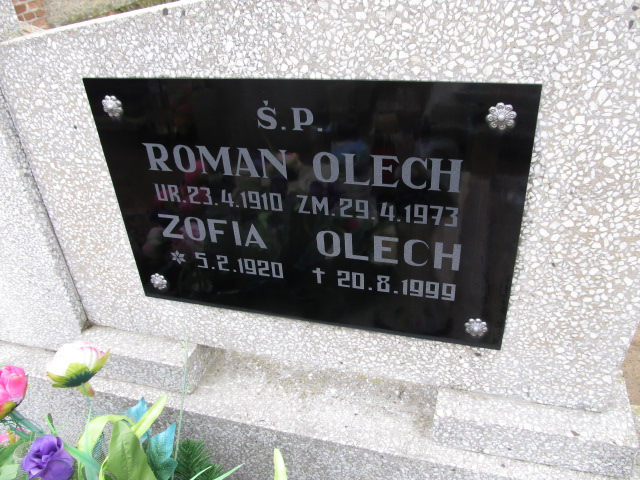 Ś.P.
ROMAN OLECH
UR.23.4.1910 ZM.29.4.1973
ZOFIA OLECH
* 5.2.1920 ✝ 20.8.1999